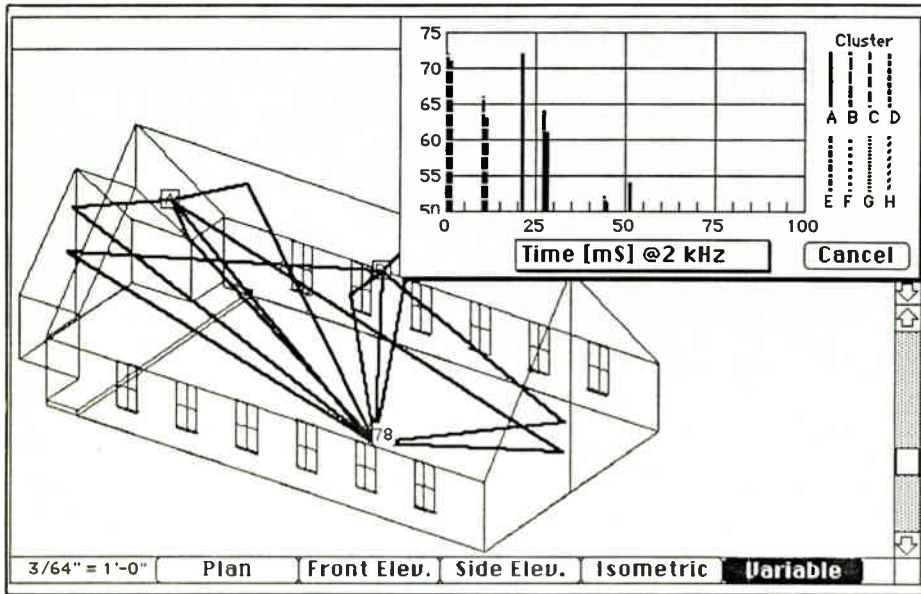 75
70
65
60
55
50
0 25 50 75 100
Time [mS] @2 kHz
Cancel
Cluster
A B C D
E F G H
78
3/64" = 1'-0"
Plan
Front Elev.
Side Elev.
Isometric
Variable